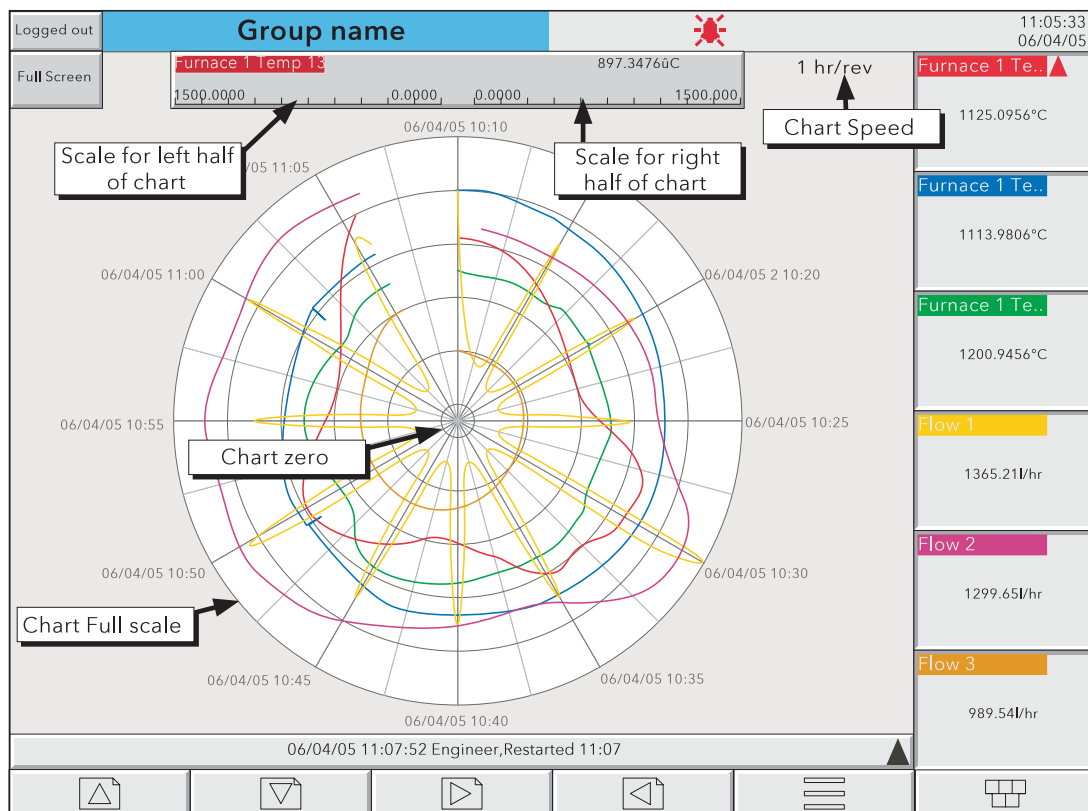 Logged out
Group name
11:05:33
06/04/05
Full Screen
Furnace 1 Temp 13
897.3476ûC
1500.0000
0.0000
0.0000
1500.000
1 hr/rev
Chart Speed
Scale for left half
of chart
Scale for right
half of chart
06/04/05 10:10
05 11:05
06/04/05 11:00
06/04/05 2 10:20
06/04/05 10:55
06/04/05 10:25
Chart zero
06/04/05 10:50
06/04/05 10:30
Chart Full scale
06/04/05 10:45
06/04/05 10:35
06/04/05 10:40
Furnace 1 Te..
1125.0956°C
Furnace 1 Te..
1113.9806°C
Furnace 1 Te..
1200.9456°C
Flow 1
1365.21l/hr
Flow 2
1299.65l/hr
Flow 3
989.54l/hr
06/04/05 11:07:52 Engineer,Restarted 11:07